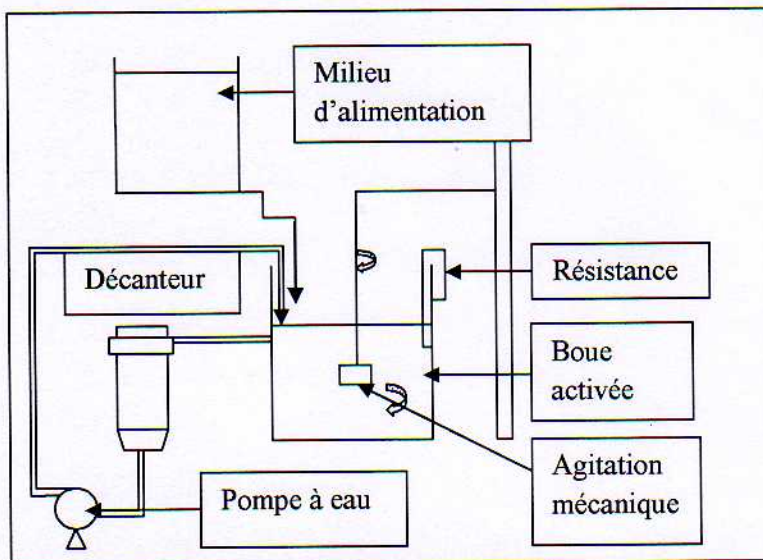 Milieu
d'alimentation
Décanteur
Résistance
Boue
activée
Agitation
mécanique
Pompe à eau